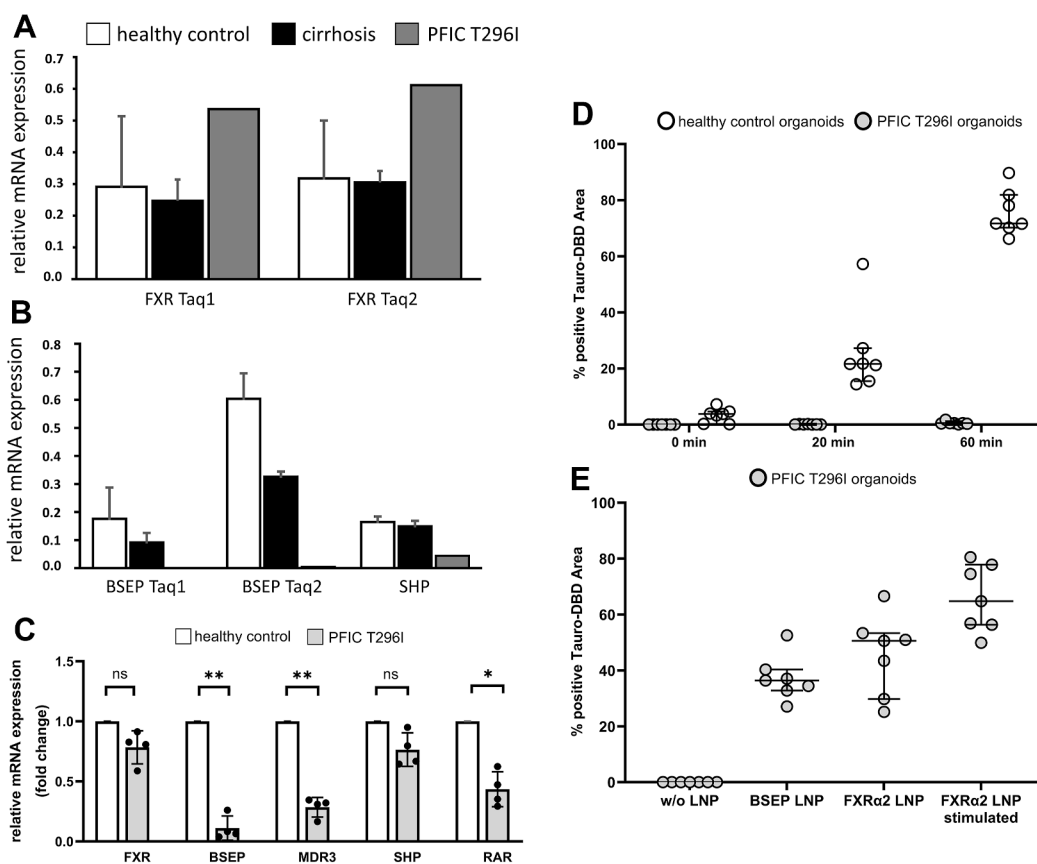 A
healthy control cirrhosis PFIC T296I
relative mRNA expression
0.7
0.6
0.5
0.4
0.3
0.2
0.1
0.0
FXR Taq1 FXR Taq2
B
relative mRNA expression
0.8
0.7
0.6
0.5
0.4
0.3
0.2
0.1
0.0
BSEP Taq1 BSEP Taq2 SHP
C
healthy control PFIC T296I
relative mRNA expression
(fold change)
1.5
1.0
0.5
0.0
ns ** ** ns *
FXR BSEP MDR3 SHP RAR
D
healthy control organoids PFIC T296I organoids
% positive Tauro-DBD Area
100
80
60
40
20
0
0 min 20 min 60 min
E
PFIC T296I organoids
% positive Tauro-DBD Area
100
80
60
40
20
0
w/o LNP BSEP LNP FXRα2 LNP FXRα2 LNP
stimulated